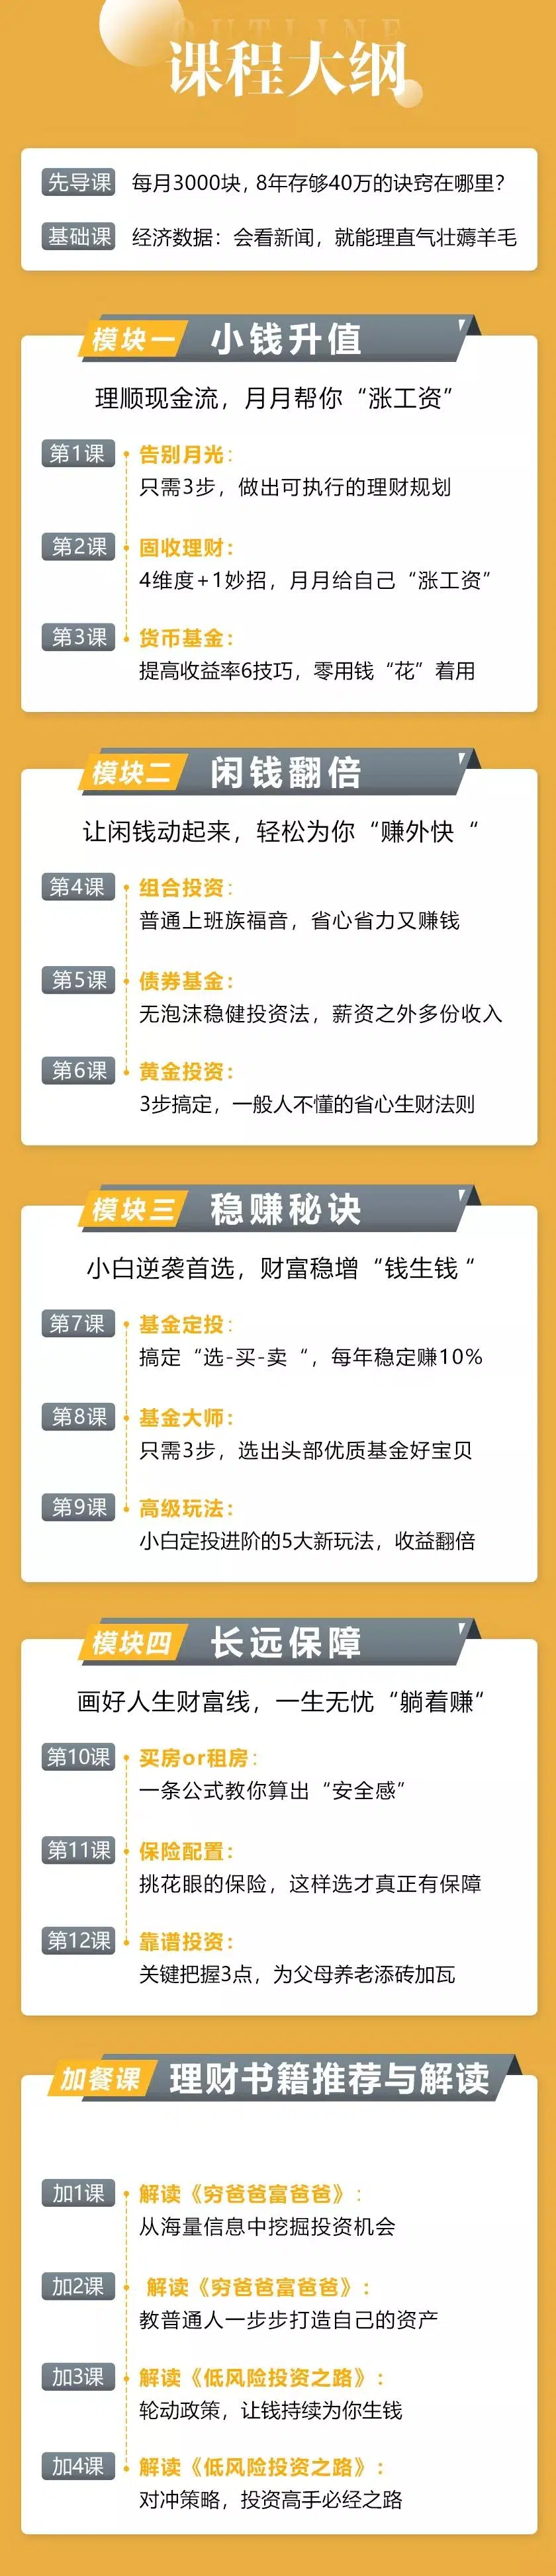 OUTLINE
课程大纲
先导课 每月3000块，8年存够40万的诀窍在哪里？
基础课 经济数据：会看新闻，就能理直气壮薅羊毛
模块一 小钱升值
理顺现金流，月月帮你“涨工资”
第1课 告别月光：
只需3步，做出可执行的理财规划
第2课 固收理财：
4维度+1妙招，月月给自己“涨工资”
第3课 货币基金：
提高收益率6技巧，零用钱“花”着用
模块二 闲钱翻倍
让闲钱动起来，轻松为你“赚外快“
第4课 组合投资：
普通上班族福音，省心省力又赚钱
第5课 债券基金：
无泡沫稳健投资法，薪资之外多份收入
第6课 黄金投资：
3步搞定，一般人不懂的省心生财法则
模块三 稳赚秘诀
小白逆袭首选，财富稳增“钱生钱“
第7课 基金定投：
搞定“选-买-卖“，每年稳定赚10%
第8课 基金大师：
只需3步，选出头部优质基金好宝贝
第9课 高级玩法：
小白定投进阶的5大新玩法，收益翻倍
模块四 长远保障
画好人生财富线，一生无忧“躺着赚“
第10课 买房or租房：
一条公式教你算出“安全感”
第11课 保险配置：
挑花眼的保险，这样选才真正有保障
第12课 靠谱投资：
关键把握3点，为父母养老添砖加瓦
加餐课 理财书籍推荐与解读
加1课 解读《穷爸爸富爸爸》：
从海量信息中挖掘投资机会
加2课 解读《穷爸爸富爸爸》：
教普通人一步步打造自己的资产
加3课 解读《低风险投资之路》：
轮动政策，让钱持续为你生钱
加4课 解读《低风险投资之路》：
对冲策略，投资高手必经之路